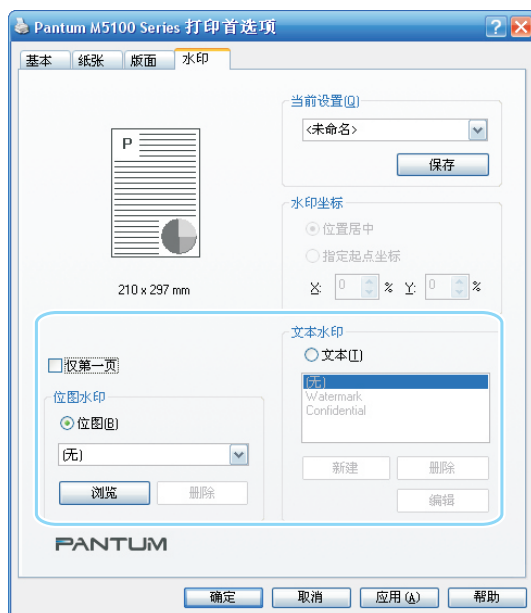 Pantum M5100 Series 打印首选项
基本 纸张 版面 水印
当前设置(Q)
<未命名>
保存
P
210 x 297 mm
水印坐标
位置居中
指定起点坐标
X: 0 % Y: 0 %
仅第一页
位图水印
位图(B)
(无)
浏览 删除
文本水印
文本(T)
(无)
Watermark
Confidential
新建 删除
编辑
PANTUM
确定 取消 应用(A) 帮助